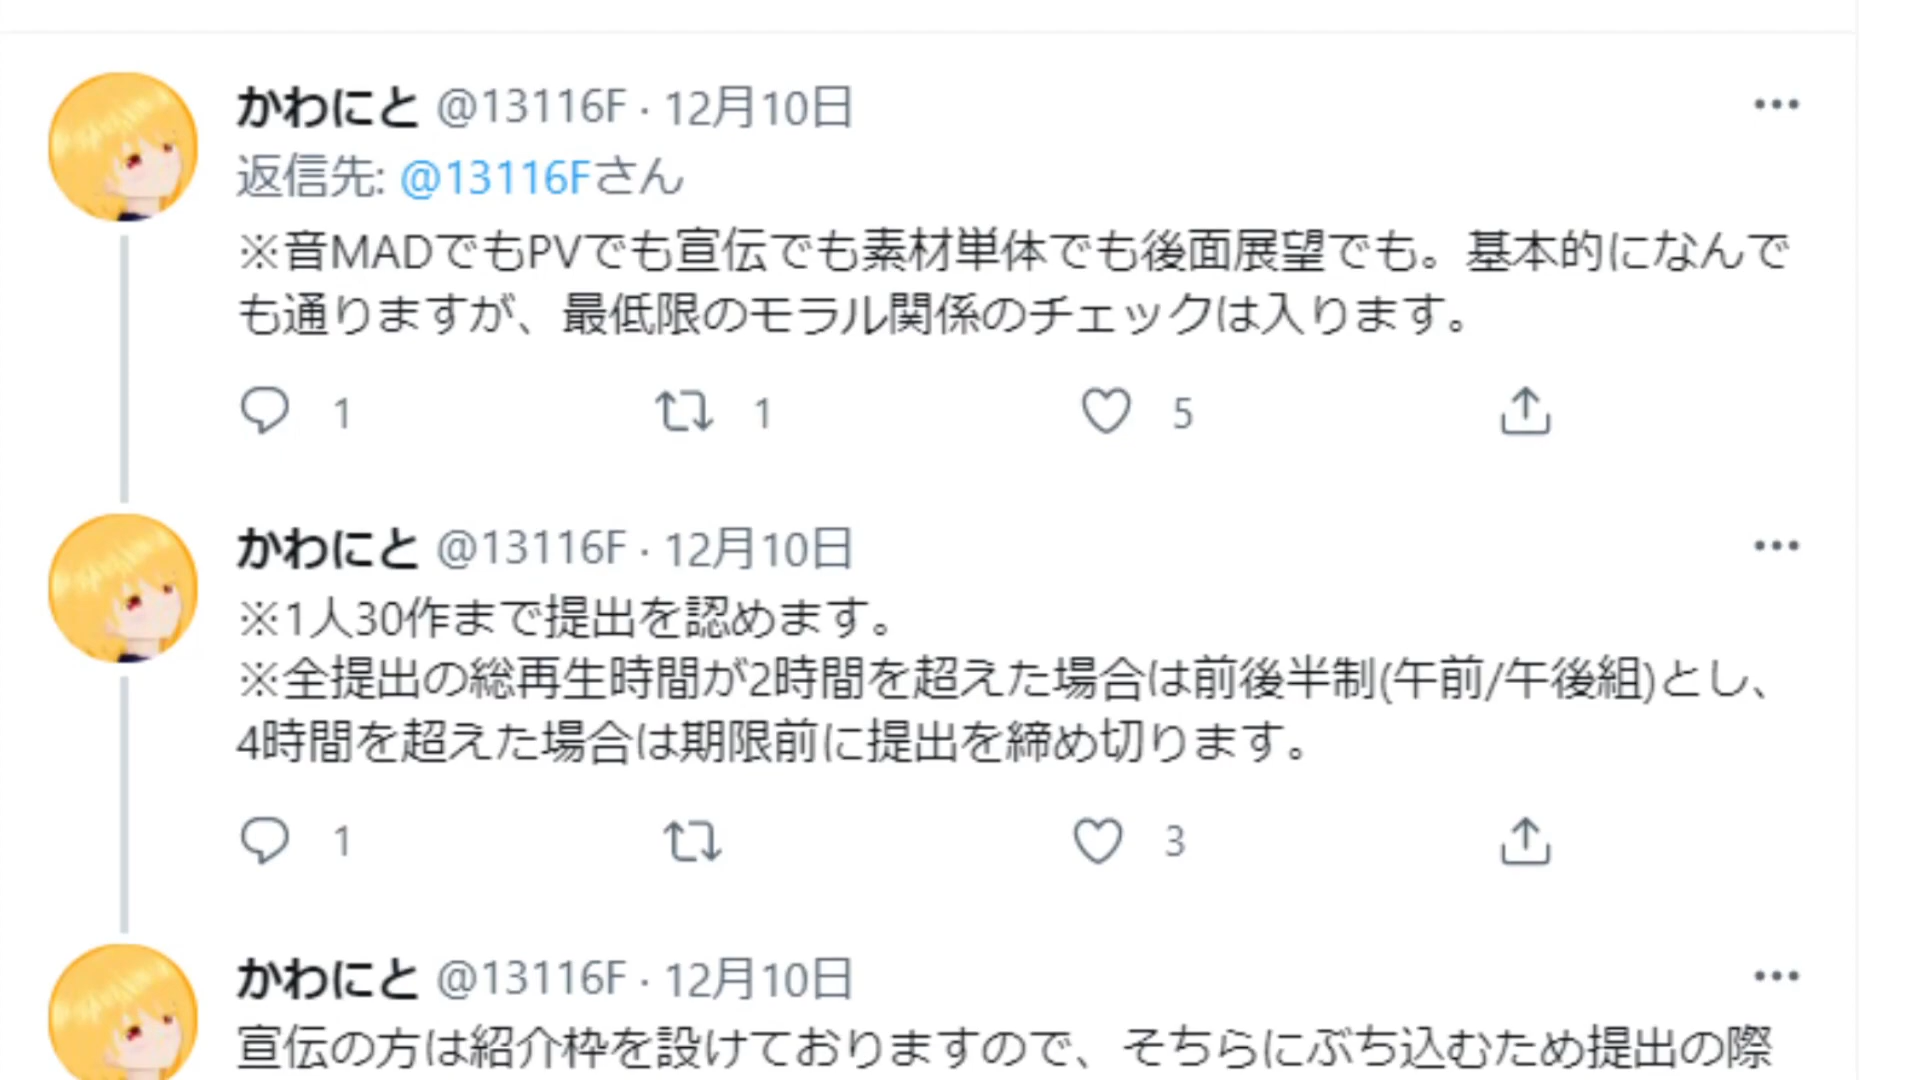 かわにと @13116F · 12月10日
返信先: @13116Fさん
※音MADでもPVでも宣伝でも素材単体でも後面展望でも。基本的になんで
も通りますが、最低限のモラル関係のチェックは入ります。
1 1 5
かわにと @13116F · 12月10日
※1人30作まで提出を認めます。
※全提出の総再生時間が2時間を超えた場合は前後半制(午前/午後組)とし、
4時間を超えた場合は期限前に提出を締め切ります。
1 3
かわにと @13116F · 12月10日
宣伝の方は紹介枠を設けておりますので、そちらにぶち込むため提出の際